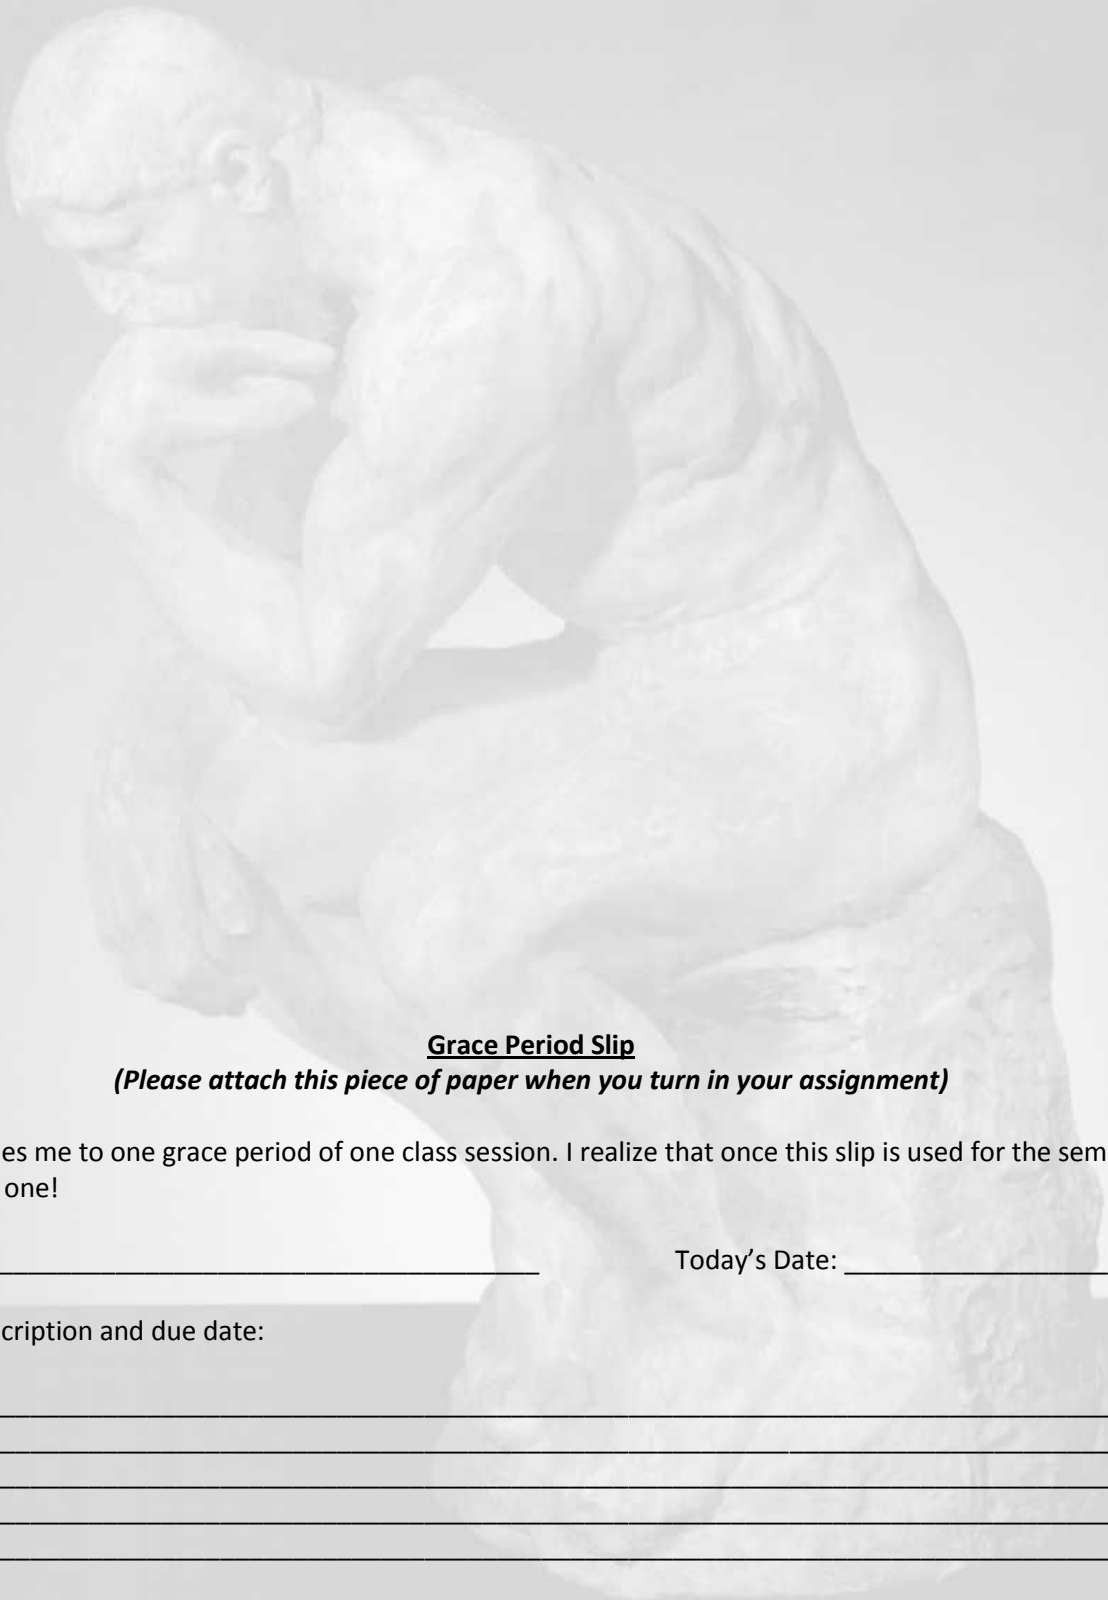 Grace Period Slip
(Please attach this piece of paper when you turn in your assignment)
es me to one grace period of one class session. I realize that once this slip is used for the sem
one!
Today’s Date: ____________________
cription and due date: